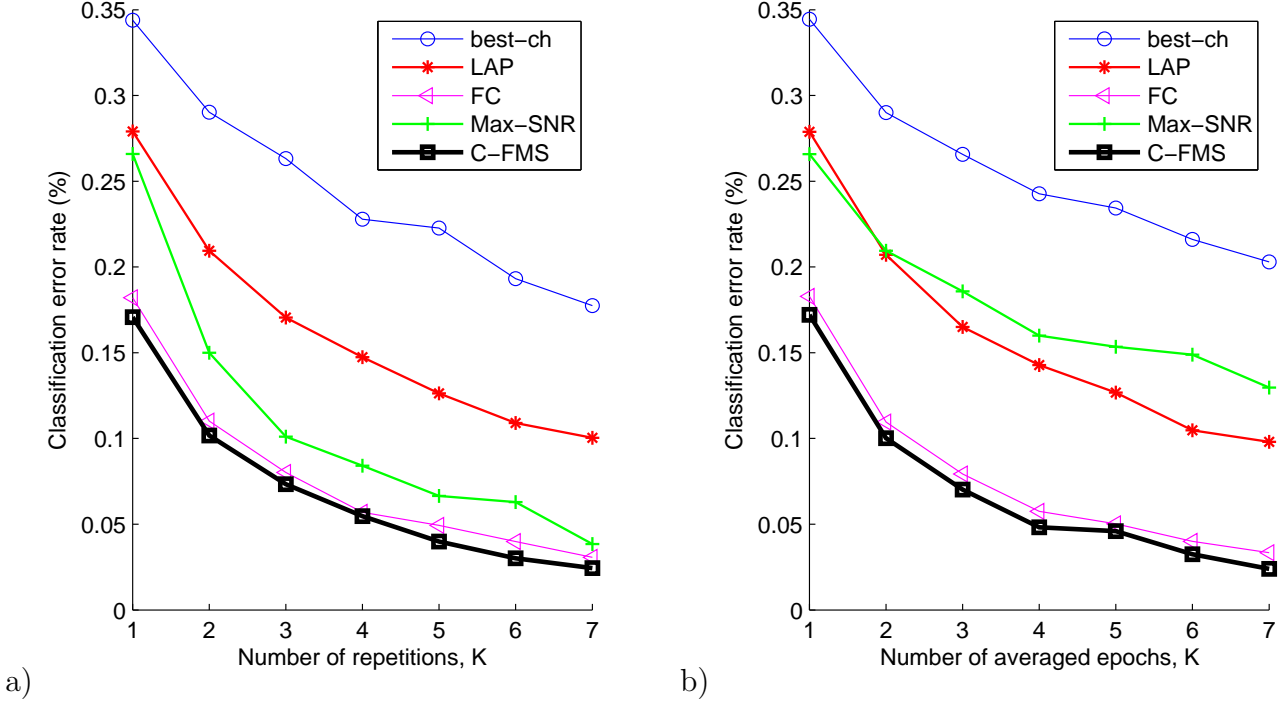 0.35
0.3
0.25
0.2
0.15
0.1
0.05
0
Classification error rate (%)
best−ch
LAP
FC
Max−SNR
C−FMS
1 2 3 4 5 6 7
Number of repetitions, K
a)
0.35
0.3
0.25
0.2
0.15
0.1
0.05
0
Classification error rate (%)
best−ch
LAP
FC
Max−SNR
C−FMS
1 2 3 4 5 6 7
Number of averaged epochs, K
b)